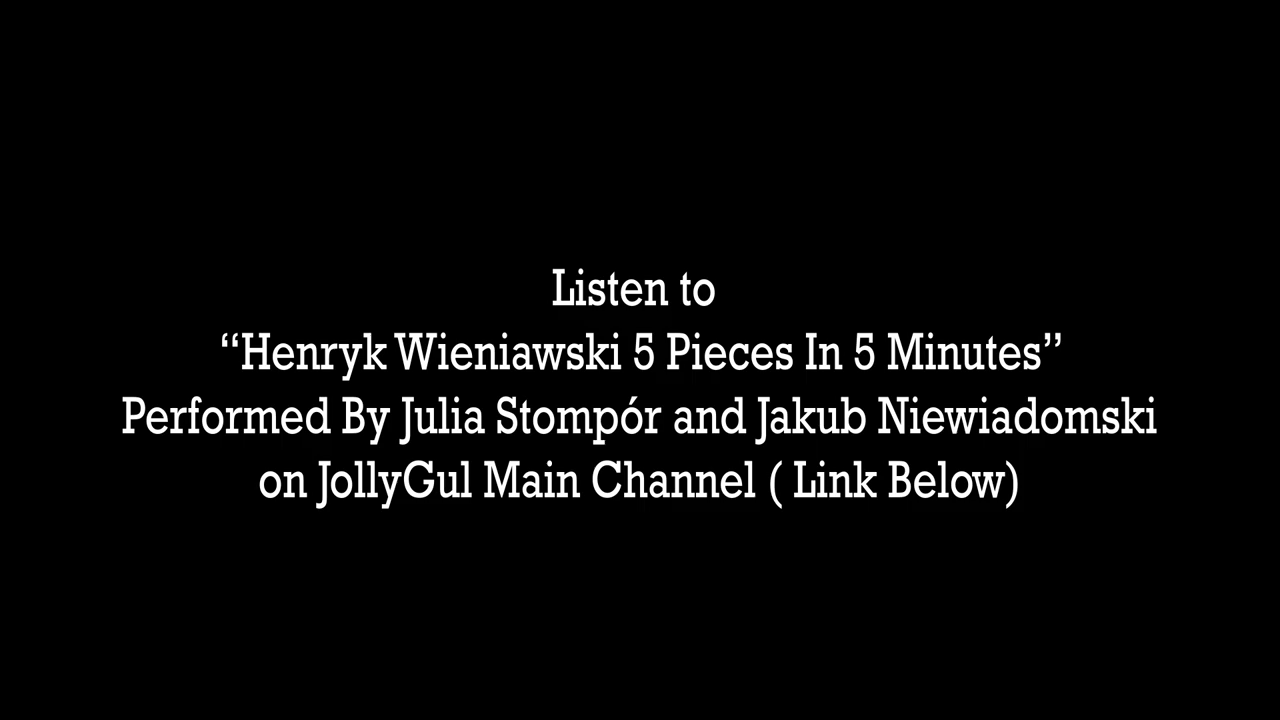 Listen to
“Henryk Wieniawski 5 Pieces In 5 Minutes”
Performed By Julia Stompór and Jakub Niewiadomski
on JollyGul Main Channel ( Link Below)